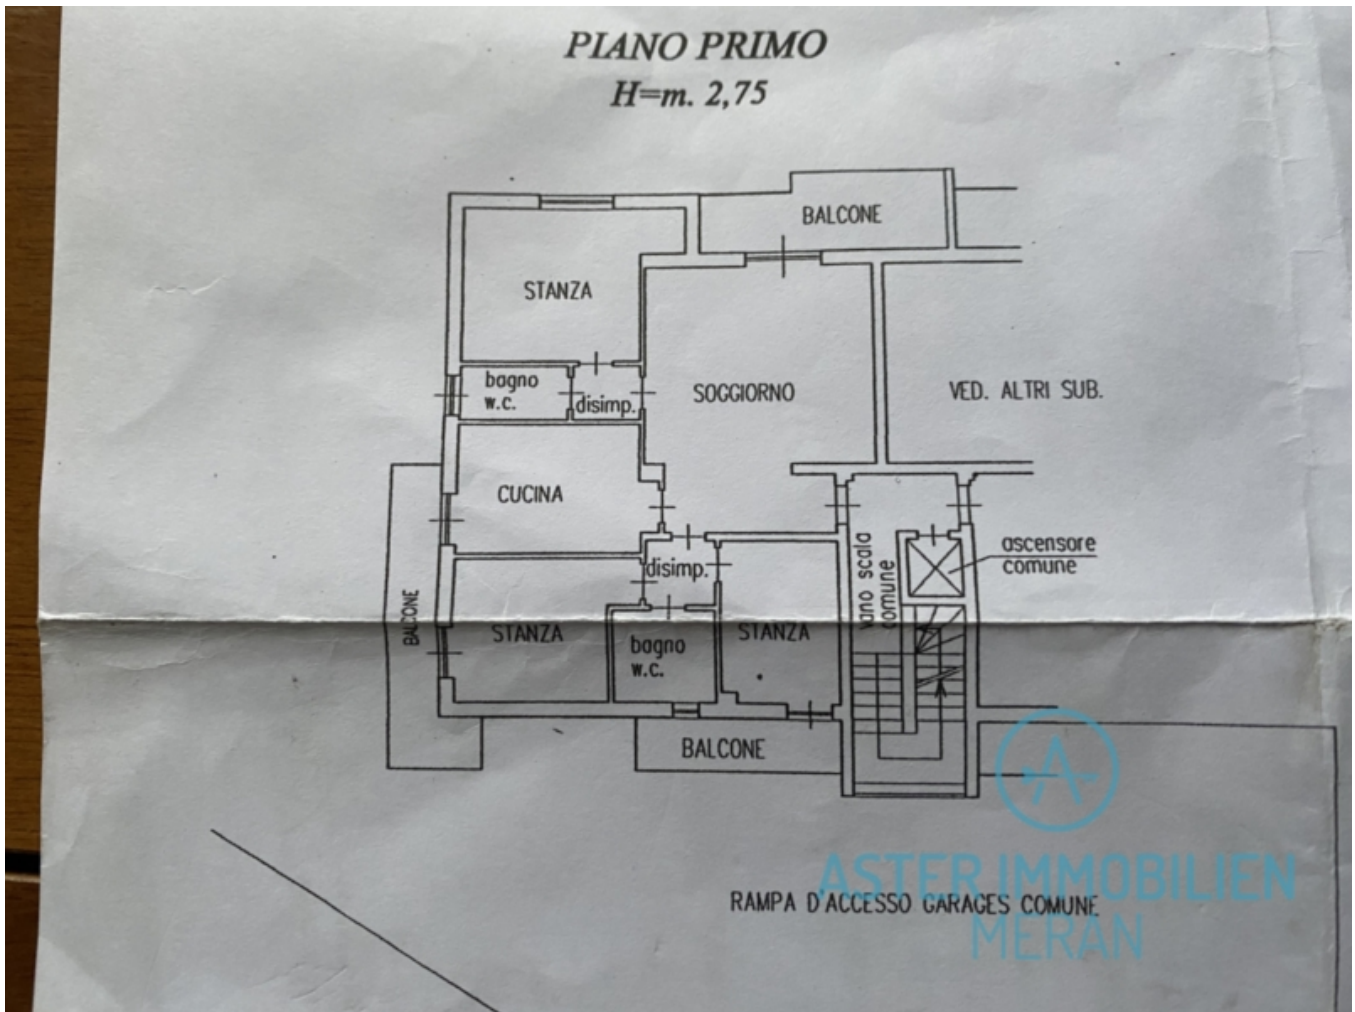 PIANO PRIMO
H=m. 2,75
BALCONE
STANZA
bagno
w.c.
disimp.
SOGGIORNO
VED. ALTRI SUB.
CUCINA
disimp.
vano scala
comune
ascensore
comune
BALCONE
STANZA
bagno
w.c.
STANZA
BALCONE
ASTER IMMOBILIEN
MERAN
RAMPA D'ACCESSO GARAGES COMUNE